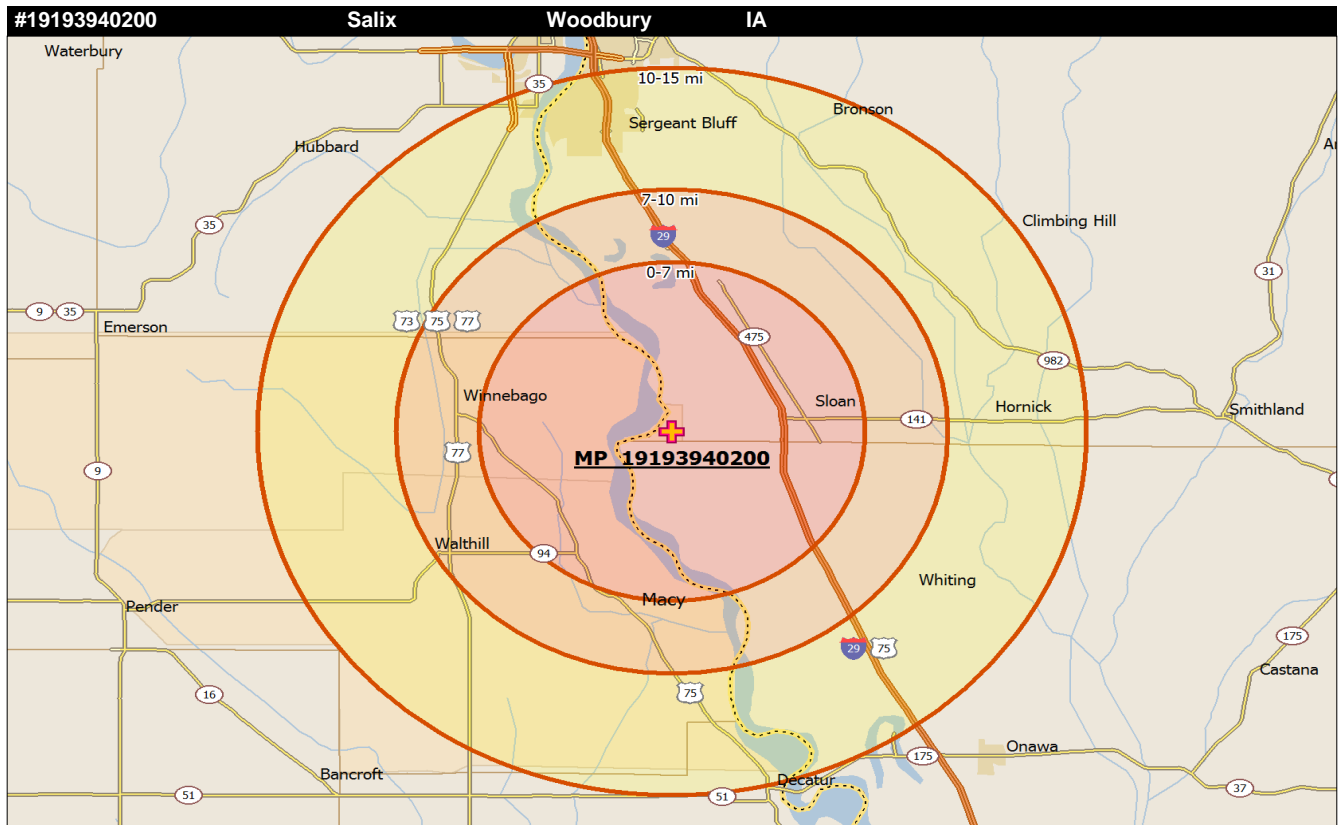 #19193940200 Salix Woodbury IA
Waterbury
10-15 mi
35
Bronson
Sergeant Bluff
Hubbard
7-10 mi
Climbing Hill
35
29
0-7 mi
31
9 35
73 75 77
Emerson
475
982
Winnebago
Sloan
141
Hornick
Smithland
77
MP 19193940200
9
Walthill
94
Whiting
Macy
Pender
175
29 75
Castana
16
75
Onawa
175
Bancroft
Decatur
37
51
51